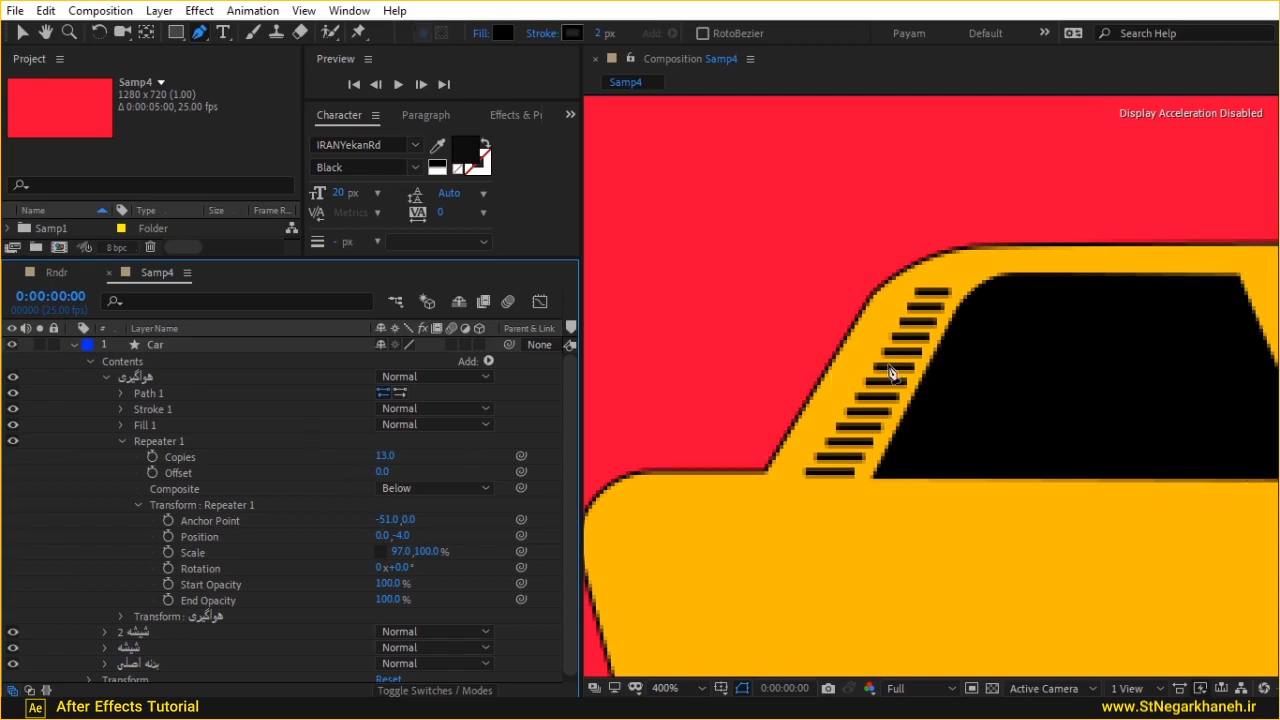 File Edit Composition Layer Effect Animation View Window Help
Fill: Stroke: 2 px Add: RotoBezier Payam Default Search Help
Project
Samp4
1280 x 720 (1.00)
Δ 0:00:05:00, 25.00 fps
Name Type Size Frame R...
Samp1 Folder
8 bpc
Preview
Character Paragraph Effects & Pr
IRANYekanRd
Black
20 px Auto
Metrics 0
- px
Composition Samp4
Samp4
Display Acceleration Disabled
Rndr Samp4
0:00:00:00
00000 (25.00 fps)
# Layer Name Parent & Link
1 Car None
Contents Add:
هواگیری Normal
Path 1
Stroke 1 Normal
Fill 1 Normal
Repeater 1
Copies 13.0
Offset 0.0
Composite Below
Transform : Repeater 1
Anchor Point -51.0,0.0
Position 0.0,-4.0
Scale 97.0,100.0 %
Rotation 0x+0.0°
Start Opacity 100.0 %
End Opacity 100.0 %
Transform : هواگیری
شیشه 2 Normal
شیشه Normal
بدنه اصلی Normal
Transform Reset
Toggle Switches / Modes
400% 0:00:00:00 Full Active Camera 1 View
Ae After Effects Tutorial www.StNegarkhaneh.ir